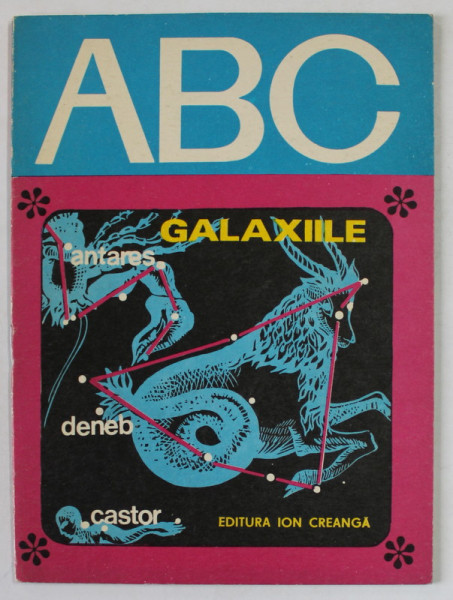 ABC
GALAXIILE
antares
deneb
castor
EDITURA ION CREANGĂ